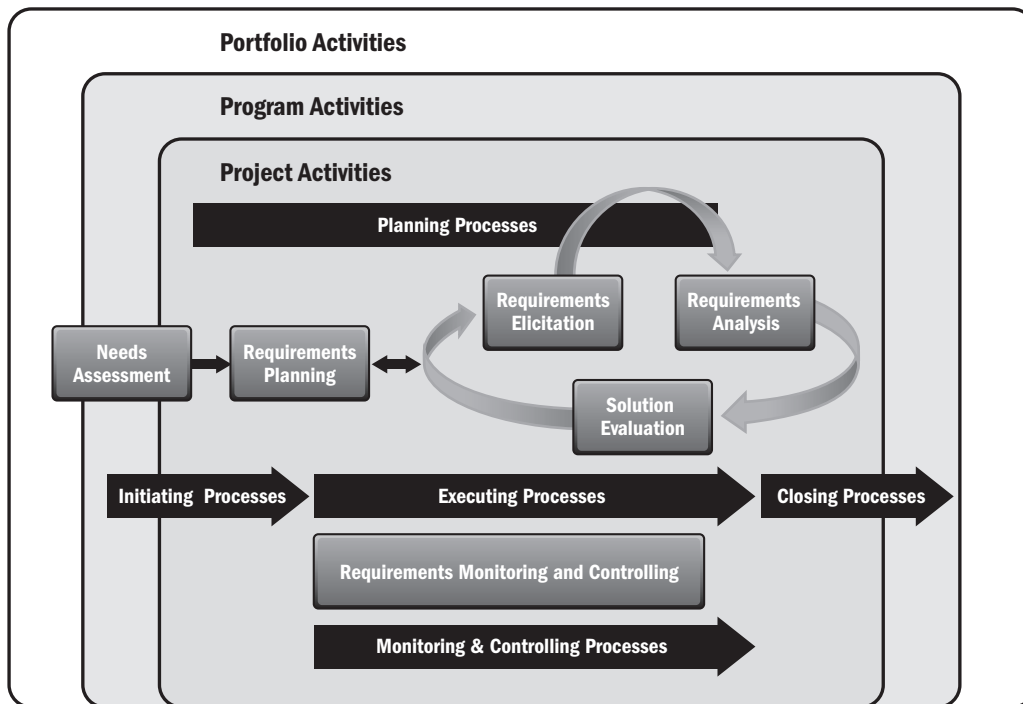 Portfolio Activities
Program Activities
Project Activities
Planning Processes
Requirements
Elicitation
Requirements
Analysis
Needs
Assessment
Requirements
Planning
Solution
Evaluation
Initiating Processes
Executing Processes
Closing Processes
Requirements Monitoring and Controlling
Monitoring & Controlling Processes